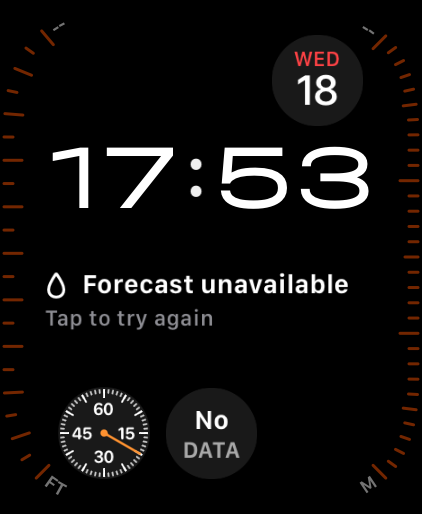 --
--
WED
18
17:53
Forecast unavailable
Tap to try again
60
45
15
30
No
DATA
FT
M